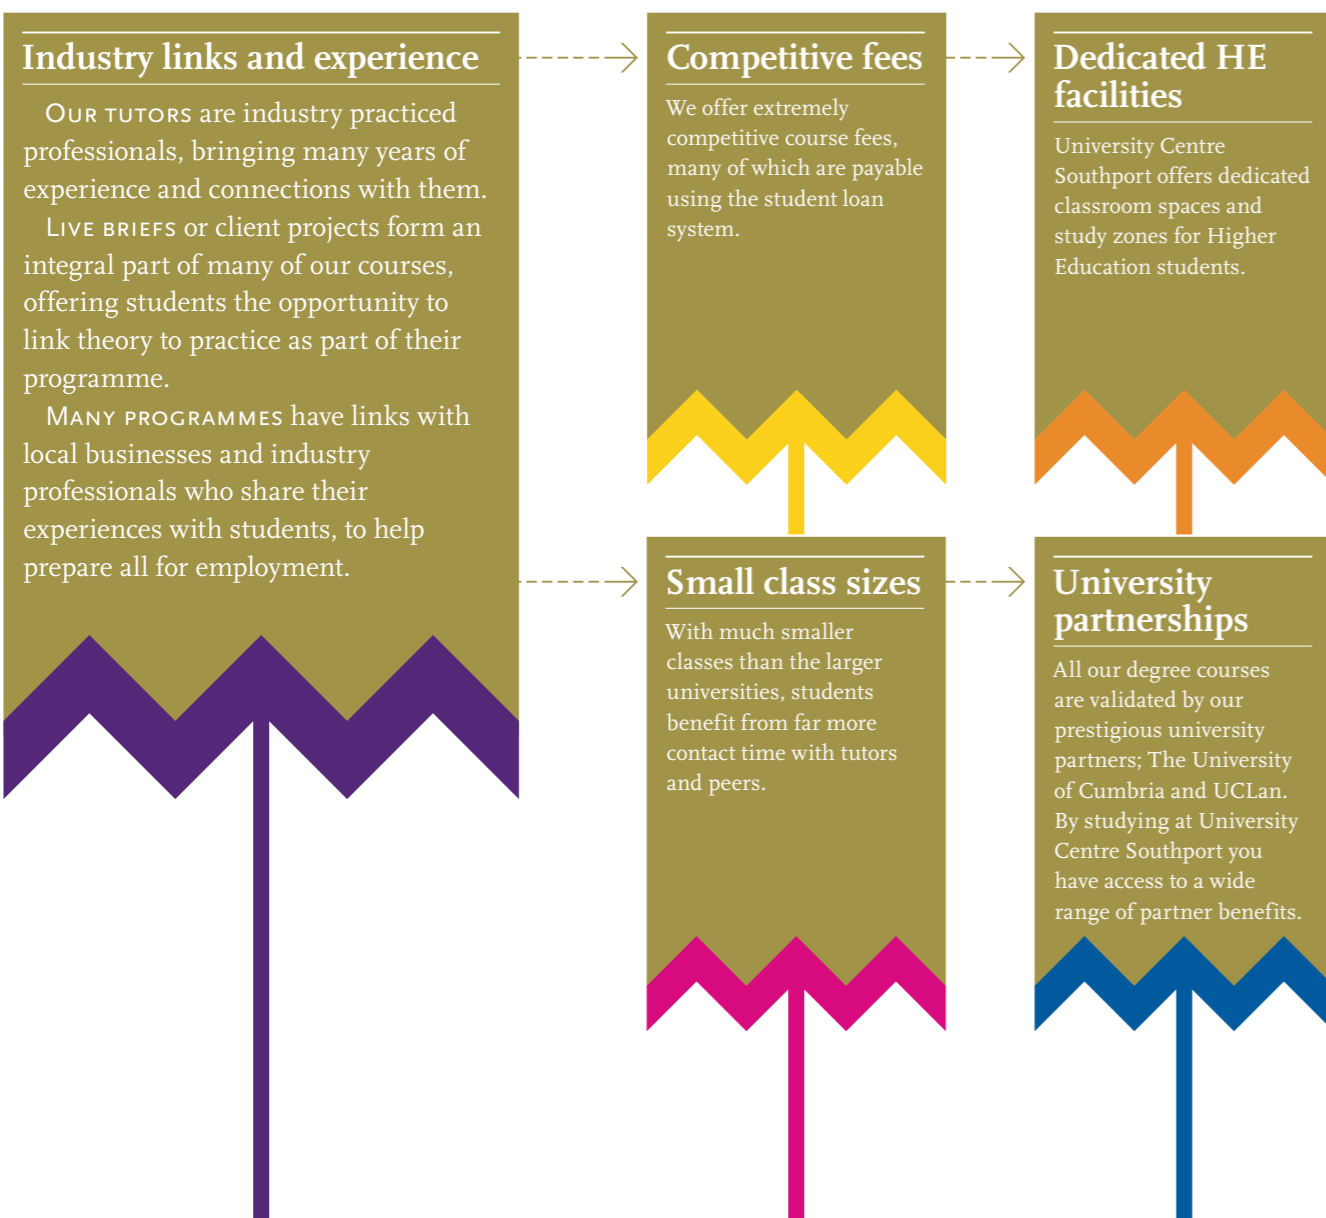 Industry links and experience
Our tutors are industry practiced
professionals, bringing many years of
experience and connections with them.
Live briefs or client projects form an
integral part of many of our courses,
offering students the opportunity to
link theory to practice as part of their
programme.
Many programmes have links with
local businesses and industry
professionals who share their
experiences with students, to help
prepare all for employment.
Competitive fees
We offer extremely
competitive course fees,
many of which are payable
using the student loan
system.
Dedicated HE
facilities
University Centre
Southport offers dedicated
classroom spaces and
study zones for Higher
Education students.
Small class sizes
With much smaller
classes than the larger
universities, students
benefit from far more
contact time with tutors
and peers.
University
partnerships
All our degree courses
are validated by our
prestigious university
partners; The University
of Cumbria and UCLan.
By studying at University
Centre Southport you
have access to a wide
range of partner benefits.